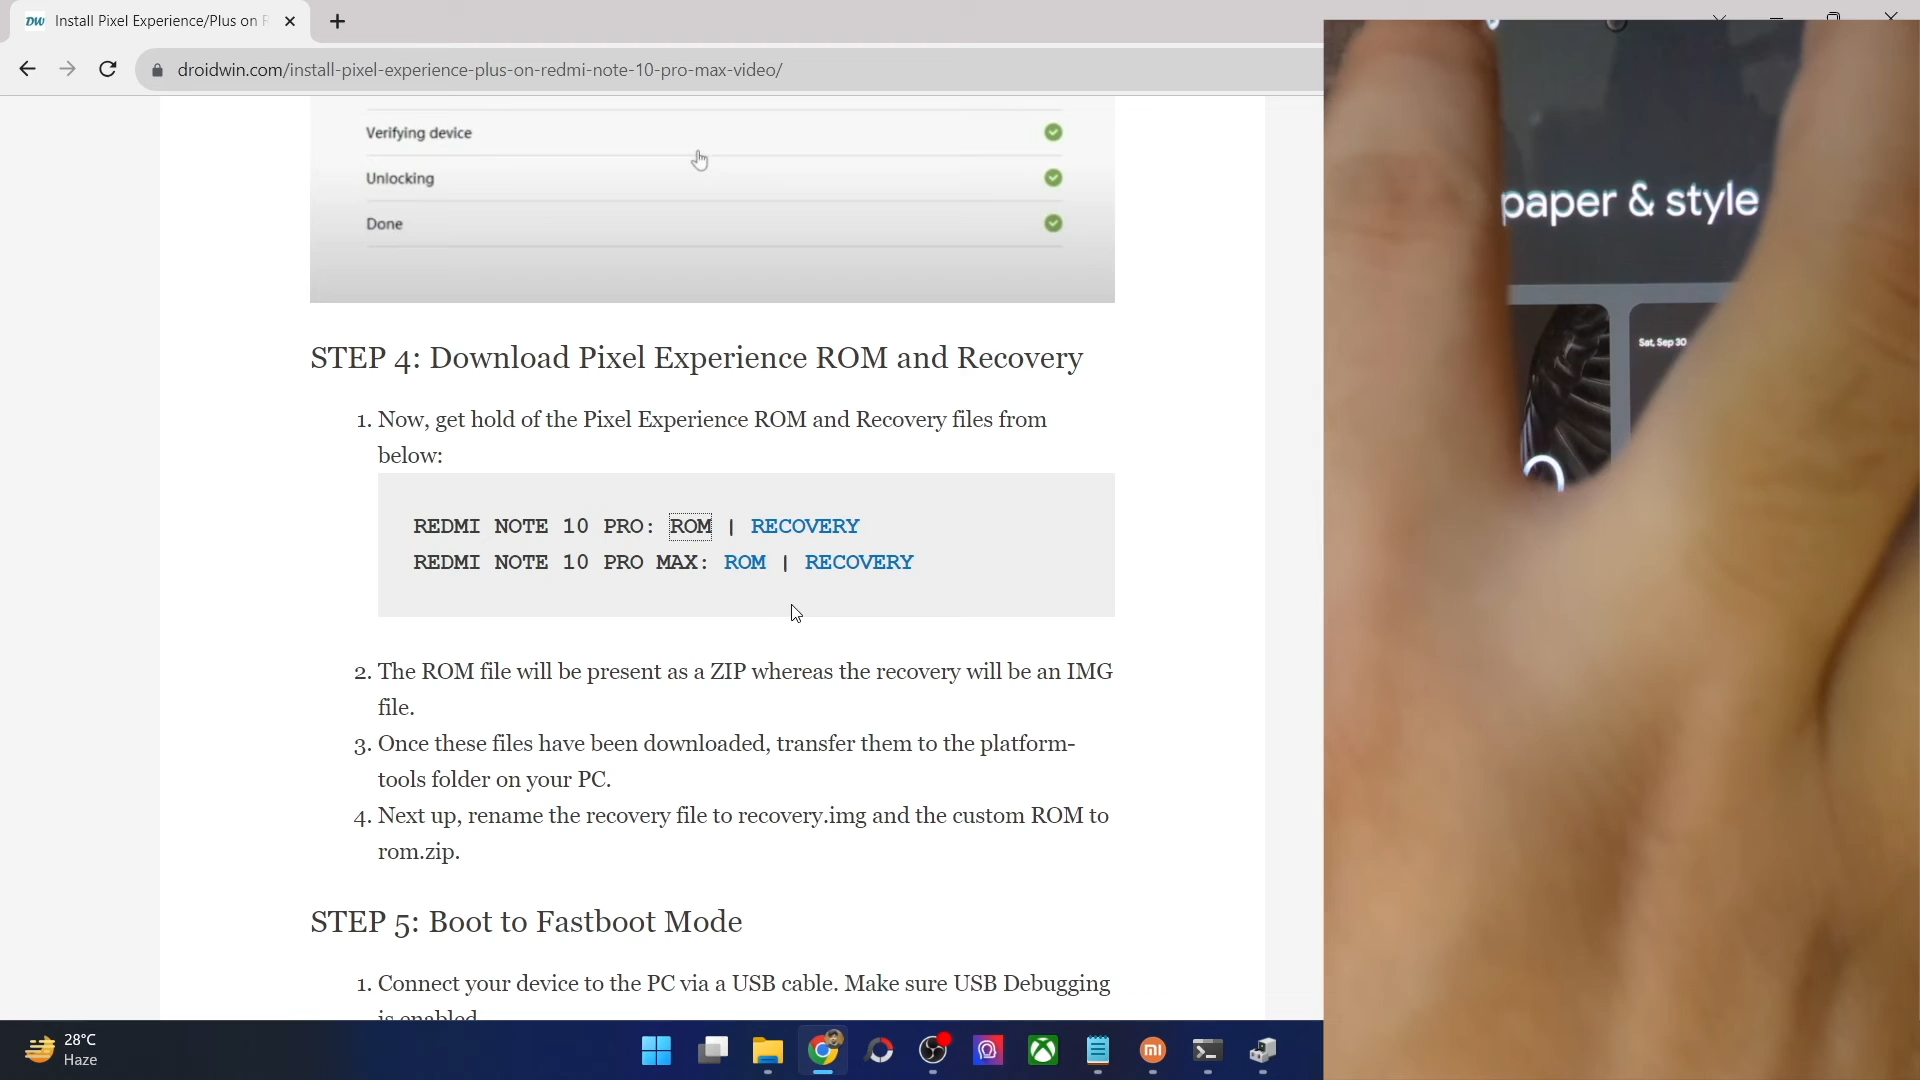 DW Install Pixel Experience/Plus on R
droidwin.com/install-pixel-experience-plus-on-redmi-note-10-pro-max-video/
Verifying device
Unlocking
Done
STEP 4: Download Pixel Experience ROM and Recovery
1. Now, get hold of the Pixel Experience ROM and Recovery files from
below:
REDMI NOTE 10 PRO: ROM | RECOVERY
REDMI NOTE 10 PRO MAX: ROM | RECOVERY
2. The ROM file will be present as a ZIP whereas the recovery will be an IMG
file.
3. Once these files have been downloaded, transfer them to the platform-
tools folder on your PC.
4. Next up, rename the recovery file to recovery.img and the custom ROM to
rom.zip.
STEP 5: Boot to Fastboot Mode
1. Connect your device to the PC via a USB cable. Make sure USB Debugging
is enabled
28°C
Haze
mi
paper & style
Sat, Sep 30